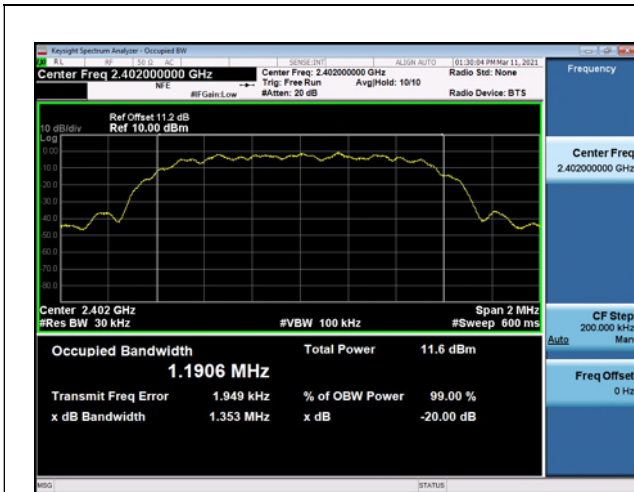 Keysight Spectrum Analyzer - Occupied BW
RL RF 50 Ω AC SENSE:INT ALIGN AUTO 01:30:04 PM Mar 11, 2021
Center Freq 2.402000000 GHz
Center Freq: 2.402000000 GHz Radio Std: None
NFE Trig: Free Run Avg|Hold: 10/10
#IFGain:Low #Atten: 20 dB Radio Device: BTS
Frequency
Ref Offset 11.2 dB
10 dB/div Ref 10.00 dBm
Log
0.00
-10.0
-20.0
-30.0
-40.0
-50.0
-60.0
-70.0
-80.0
Center Freq
2.402000000 GHz
Center 2.402 GHz Span 2 MHz
#Res BW 30 kHz #VBW 100 kHz #Sweep 600 ms
CF Step
200.000 kHz
Auto Man
Occupied Bandwidth Total Power 11.6 dBm
1.1906 MHz
Transmit Freq Error 1.949 kHz % of OBW Power 99.00 %
x dB Bandwidth 1.353 MHz x dB -20.00 dB
Freq Offset
0 Hz
MSG STATUS